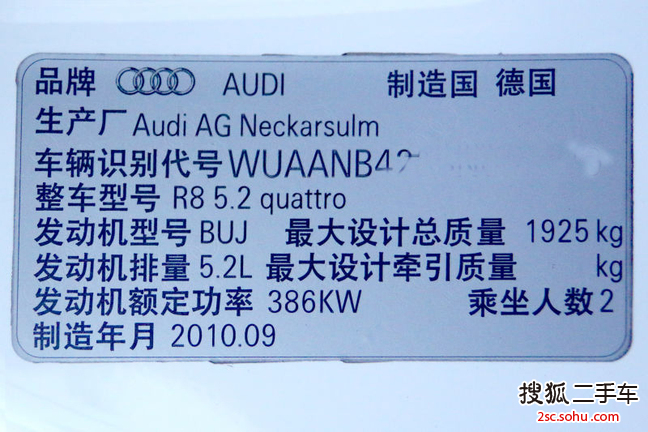 品牌 AUDI 制造国 德国
生产厂 Audi AG Neckarsulm
车辆识别代号 WUAANB42
整车型号 R8 5.2 quattro
发动机型号 BUJ 最大设计总质量 1925 kg
发动机排量 5.2L 最大设计牵引质量 kg
发动机额定功率 386KW 乘坐人数 2
制造年月 2010.09
搜狐 二手车
2sc.sohu.com